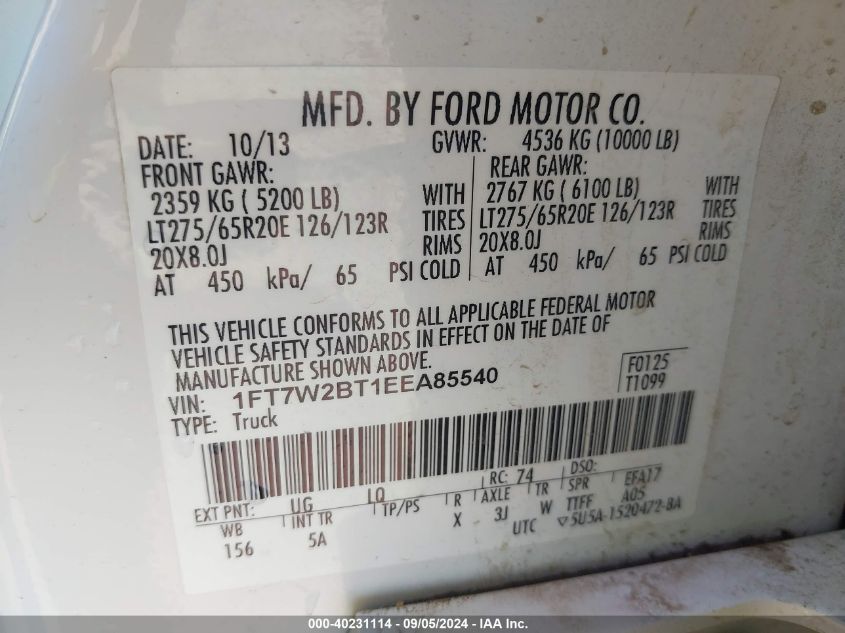 MFD. BY FORD MOTOR CO.
DATE: 10/13 GVWR: 4536 KG (10000 LB)
FRONT GAWR: REAR GAWR:
2359 KG ( 5200 LB) WITH 2767 KG ( 6100 LB) WITH
LT275/65R20E 126/123R TIRES LT275/65R20E 126/123R TIRES
20X8.0J RIMS 20X8.0J RIMS
AT 450 kPa/ 65 PSI COLD AT 450 kPa/ 65 PSI COLD
THIS VEHICLE CONFORMS TO ALL APPLICABLE FEDERAL MOTOR
VEHICLE SAFETY STANDARDS IN EFFECT ON THE DATE OF
MANUFACTURE SHOWN ABOVE.
VIN: 1FT7W2BT1EEA85540 F0125
TYPE: Truck T1099
EXT PNT: UG LQ RC: 74 DSO:
WB INT TR TP/PS R AXLE TR SPR EFA17
156 5A X 3J W TTFF A05
UTC ▽5U5A-1520472-BA
000-40231114 - 09/05/2024 - IAA Inc.